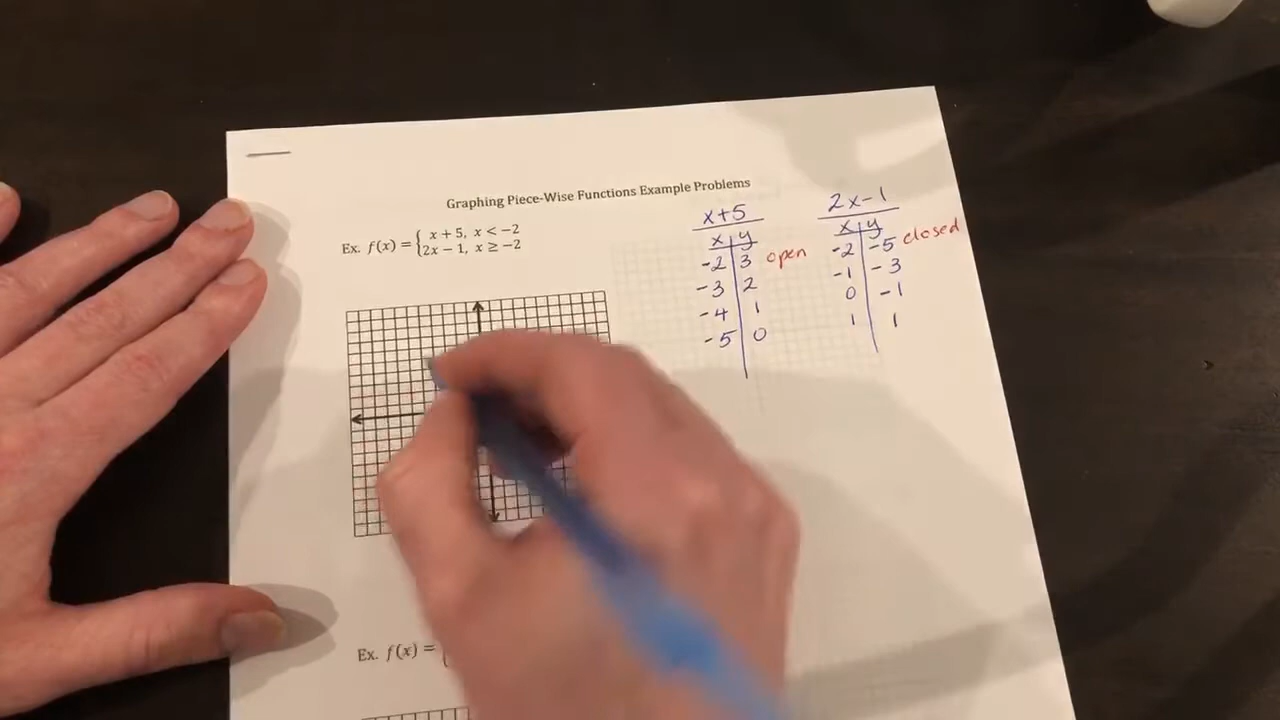 Graphing Piece-Wise Functions Example Problems
Ex. f(x) = { x + 5, x < −2
2x − 1, x ≥ −2
x+5
x y
-2 3 open
-3 2
-4 1
-5 0
2x-1
x y
-2 -5 closed
-1 -3
0 -1
1 1
Ex. f(x) = {